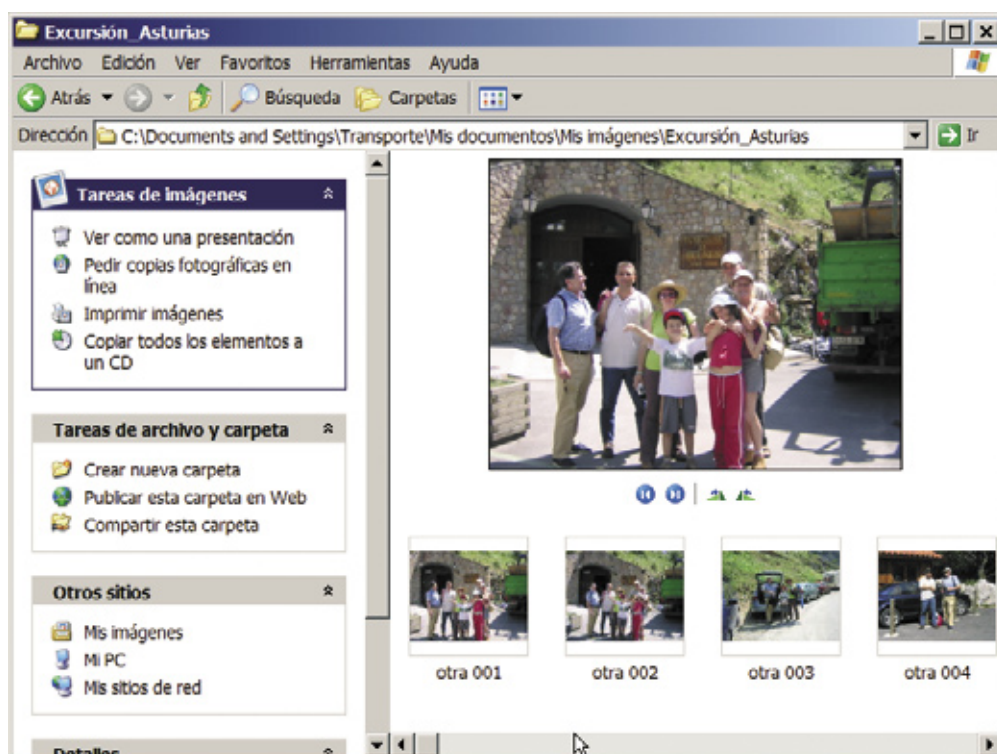 Excursión_Asturias
Archivo Edición Ver Favoritos Herramientas Ayuda
Atrás Búsqueda Carpetas
Dirección C:\Documents and Settings\Transporte\Mis documentos\Mis imágenes\Excursión_Asturias Ir
Tareas de imágenes
Ver como una presentación
Pedir copias fotográficas en
línea
Imprimir imágenes
Copiar todos los elementos a
un CD
Tareas de archivo y carpeta
Crear nueva carpeta
Publicar esta carpeta en Web
Compartir esta carpeta
Otros sitios
Mis imágenes
Mi PC
Mis sitios de red
Detalles
otra 001
otra 002
otra 003
otra 004